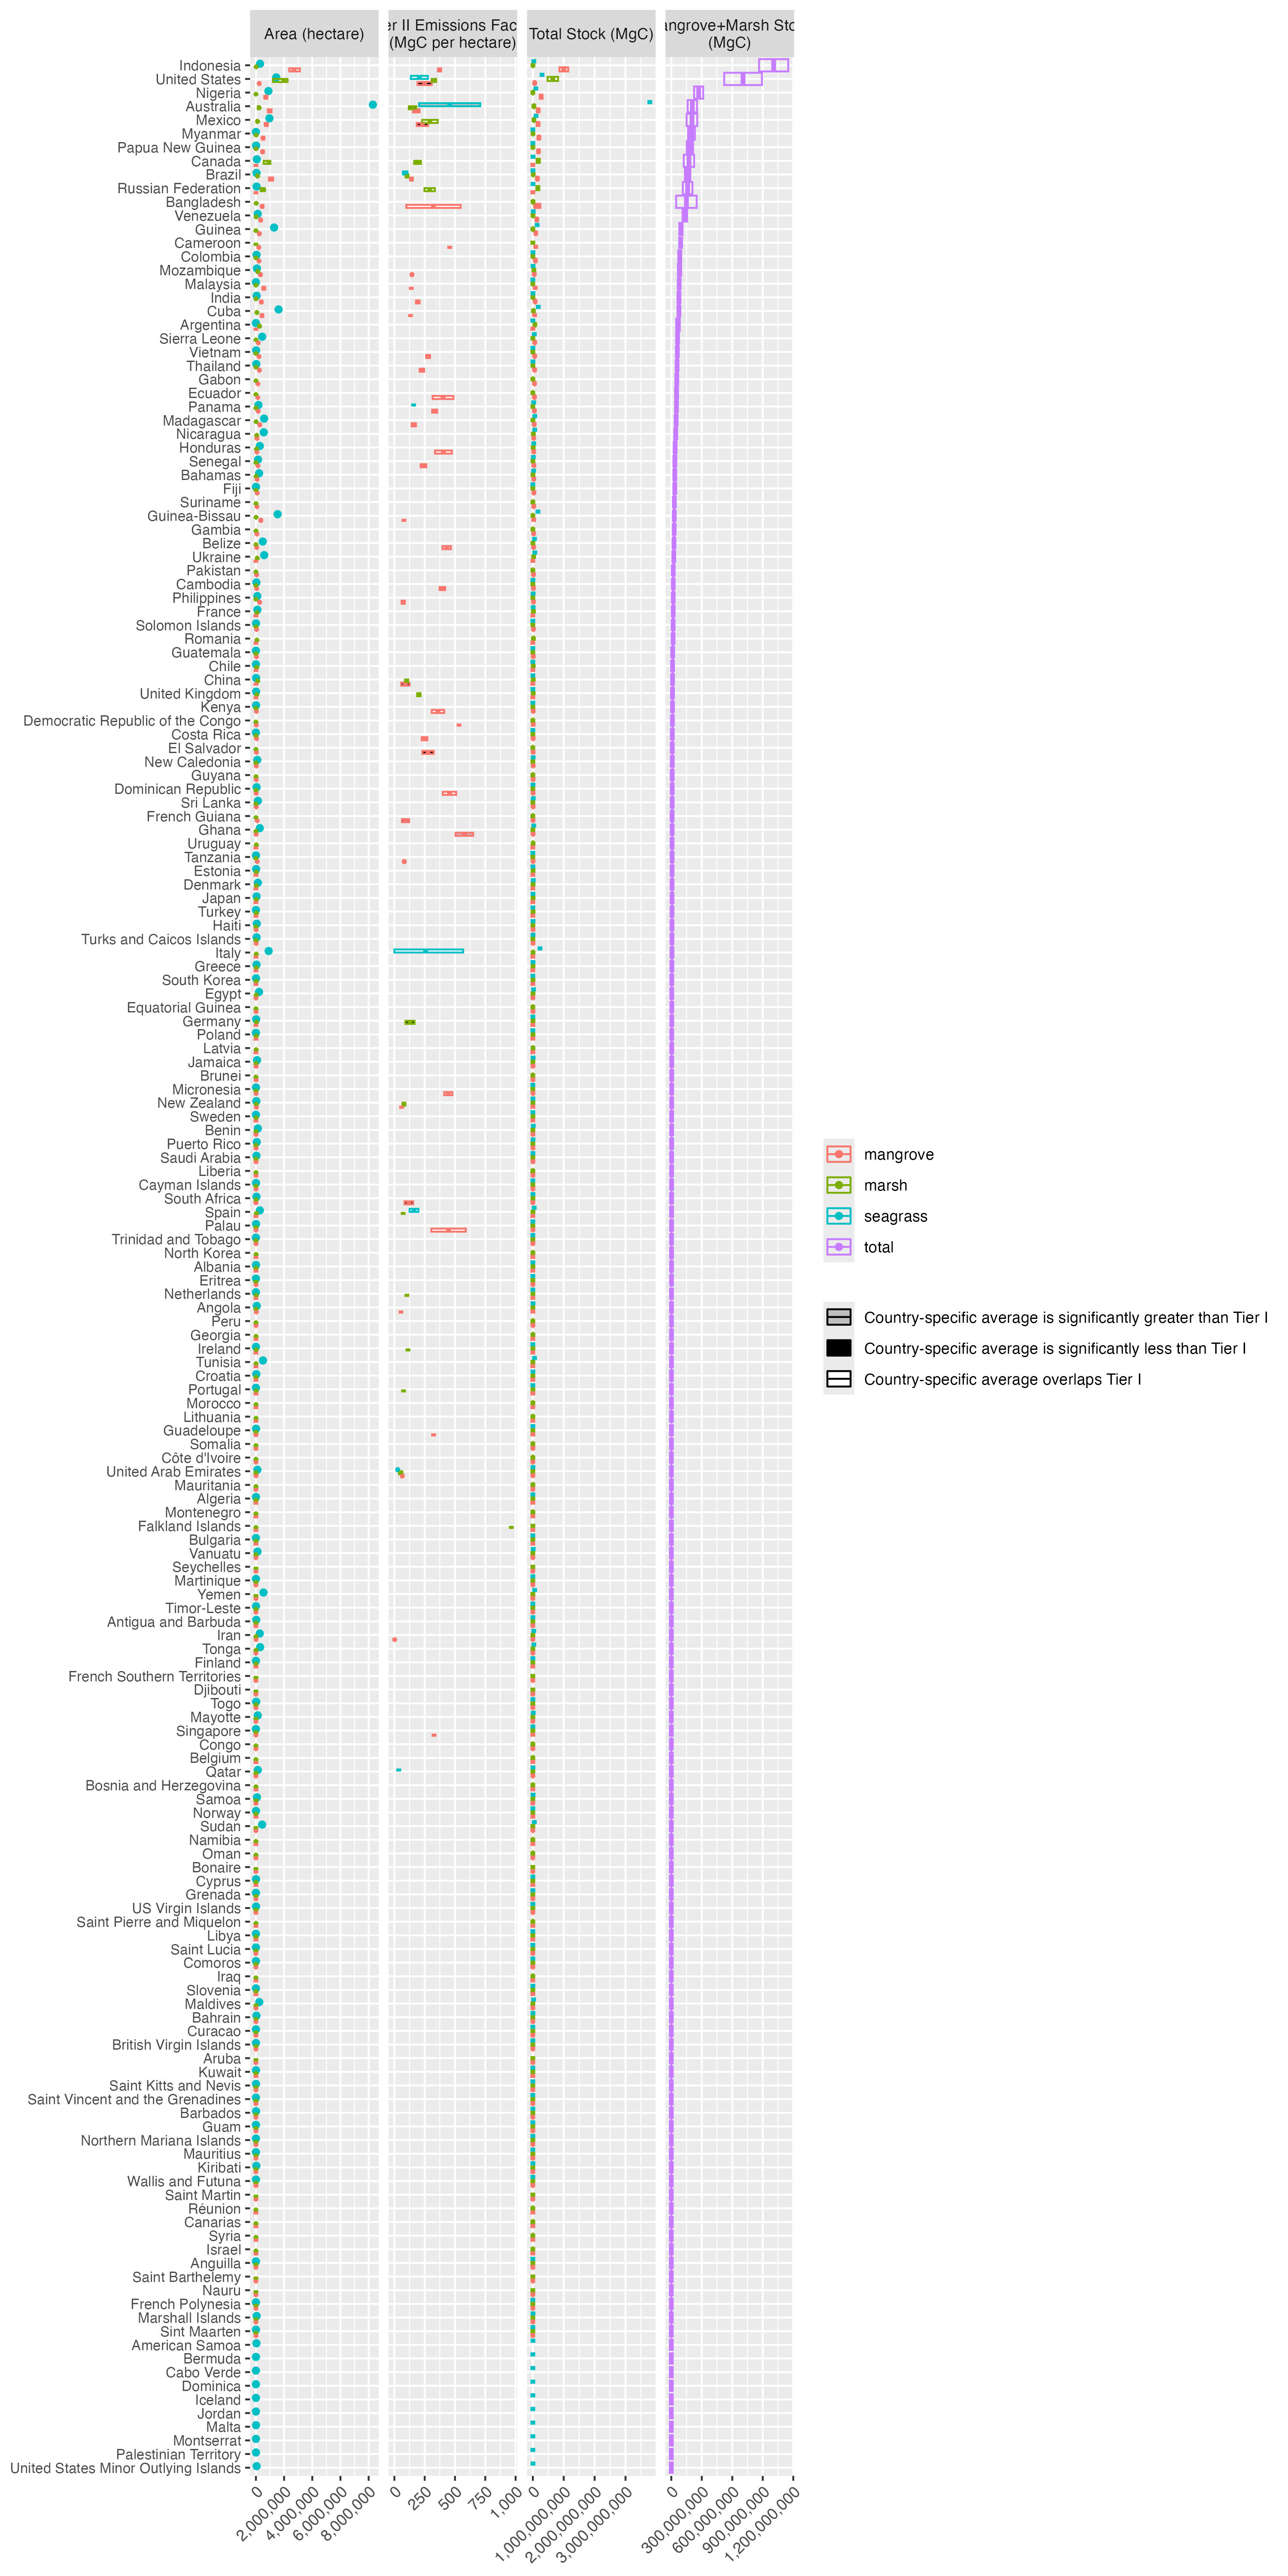 Area (hectare)
er II Emissions Fac
(MgC per hectare)
Total Stock (MgC)
angrove+Marsh Sto
(MgC)
Indonesia
United States
Nigeria
Australia
Mexico
Myanmar
Papua New Guinea
Canada
Brazil
Russian Federation
Bangladesh
Venezuela
Guinea
Cameroon
Colombia
Mozambique
Malaysia
India
Cuba
Argentina
Sierra Leone
Vietnam
Thailand
Gabon
Ecuador
Panama
Madagascar
Nicaragua
Honduras
Senegal
Bahamas
Fiji
Suriname
Guinea-Bissau
Gambia
Belize
Ukraine
Pakistan
Cambodia
Philippines
France
Solomon Islands
Romania
Guatemala
Chile
China
United Kingdom
Kenya
Democratic Republic of the Congo
Costa Rica
El Salvador
New Caledonia
Guyana
Dominican Republic
Sri Lanka
French Guiana
Ghana
Uruguay
Tanzania
Estonia
Denmark
Japan
Turkey
Haiti
Turks and Caicos Islands
Italy
Greece
South Korea
Egypt
Equatorial Guinea
Germany
Poland
Latvia
Jamaica
Brunei
Micronesia
New Zealand
Sweden
Benin
Puerto Rico
Saudi Arabia
Liberia
Cayman Islands
South Africa
Spain
Palau
Trinidad and Tobago
North Korea
Albania
Eritrea
Netherlands
Angola
Peru
Georgia
Ireland
Tunisia
Croatia
Portugal
Morocco
Lithuania
Guadeloupe
Somalia
Côte d'Ivoire
United Arab Emirates
Mauritania
Algeria
Montenegro
Falkland Islands
Bulgaria
Vanuatu
Seychelles
Martinique
Yemen
Timor-Leste
Antigua and Barbuda
Iran
Tonga
Finland
French Southern Territories
Djibouti
Togo
Mayotte
Singapore
Congo
Belgium
Qatar
Bosnia and Herzegovina
Samoa
Norway
Sudan
Namibia
Oman
Bonaire
Cyprus
Grenada
US Virgin Islands
Saint Pierre and Miquelon
Libya
Saint Lucia
Comoros
Iraq
Slovenia
Maldives
Bahrain
Curacao
British Virgin Islands
Aruba
Kuwait
Saint Kitts and Nevis
Saint Vincent and the Grenadines
Barbados
Guam
Northern Mariana Islands
Mauritius
Kiribati
Wallis and Futuna
Saint Martin
Réunion
Canarias
Syria
Israel
Anguilla
Saint Barthelemy
Nauru
French Polynesia
Marshall Islands
Sint Maarten
American Samoa
Bermuda
Cabo Verde
Dominica
Iceland
Jordan
Malta
Montserrat
Palestinian Territory
United States Minor Outlying Islands
0
2,000,000
4,000,000
6,000,000
8,000,000
0
250
500
750
1,000
0
1,000,000,000
2,000,000,000
3,000,000,000
0
300,000,000
600,000,000
900,000,000
1,200,000,000
mangrove
marsh
seagrass
total
Country-specific average is significantly greater than Tier I
Country-specific average is significantly less than Tier I
Country-specific average overlaps Tier I